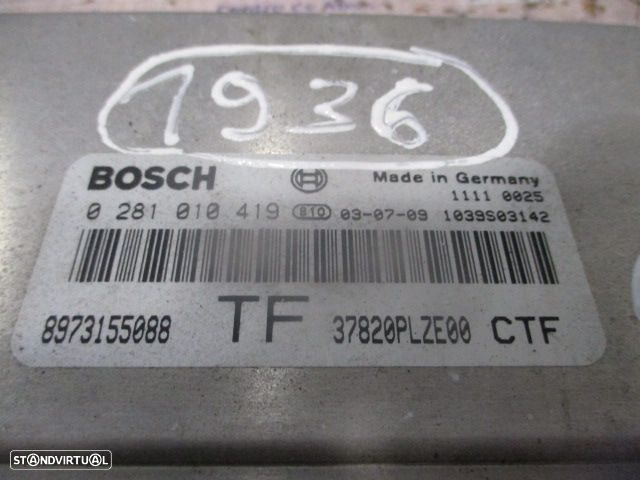 1936
BOSCH
Made in Germany
1111 0025
0 281 010 419 810 03-07-09 1039S03142
8973155088 TF 37820PLZE00 CTF
STANDVIRTUAL